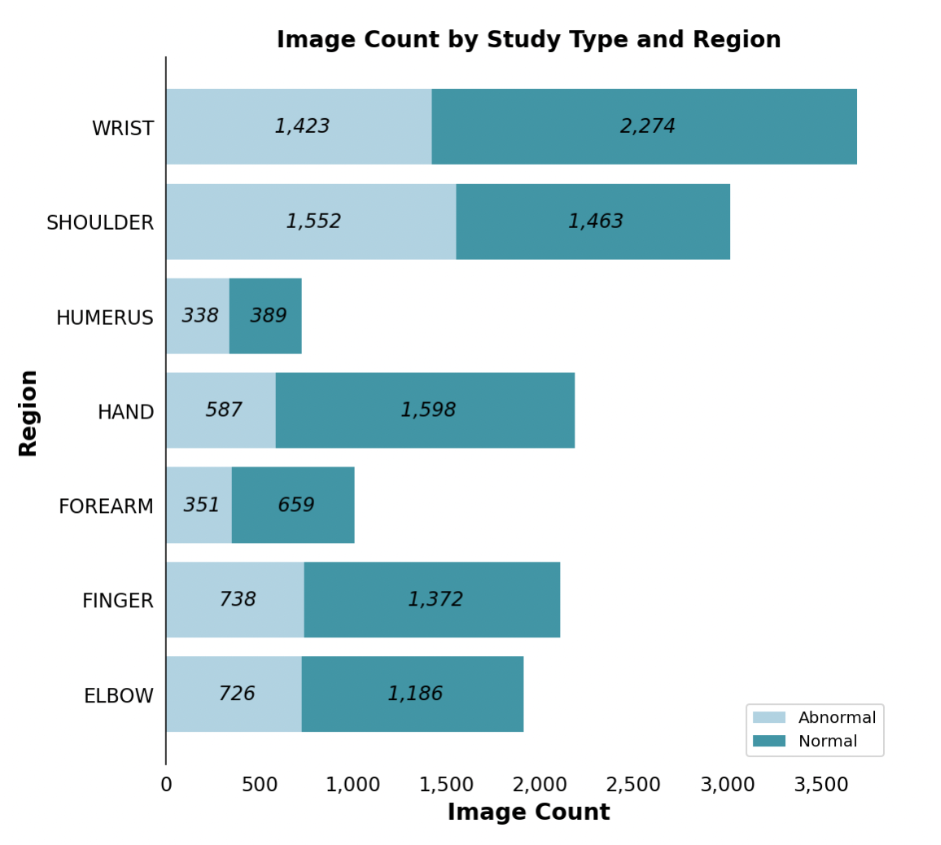 Image Count by Study Type and Region
WRIST
1,423
2,274
SHOULDER
1,552
1,463
HUMERUS
338
389
HAND
587
1,598
FOREARM
351
659
FINGER
738
1,372
ELBOW
726
1,186
Region
Abnormal
Normal
0 500 1,000 1,500 2,000 2,500 3,000 3,500
Image Count